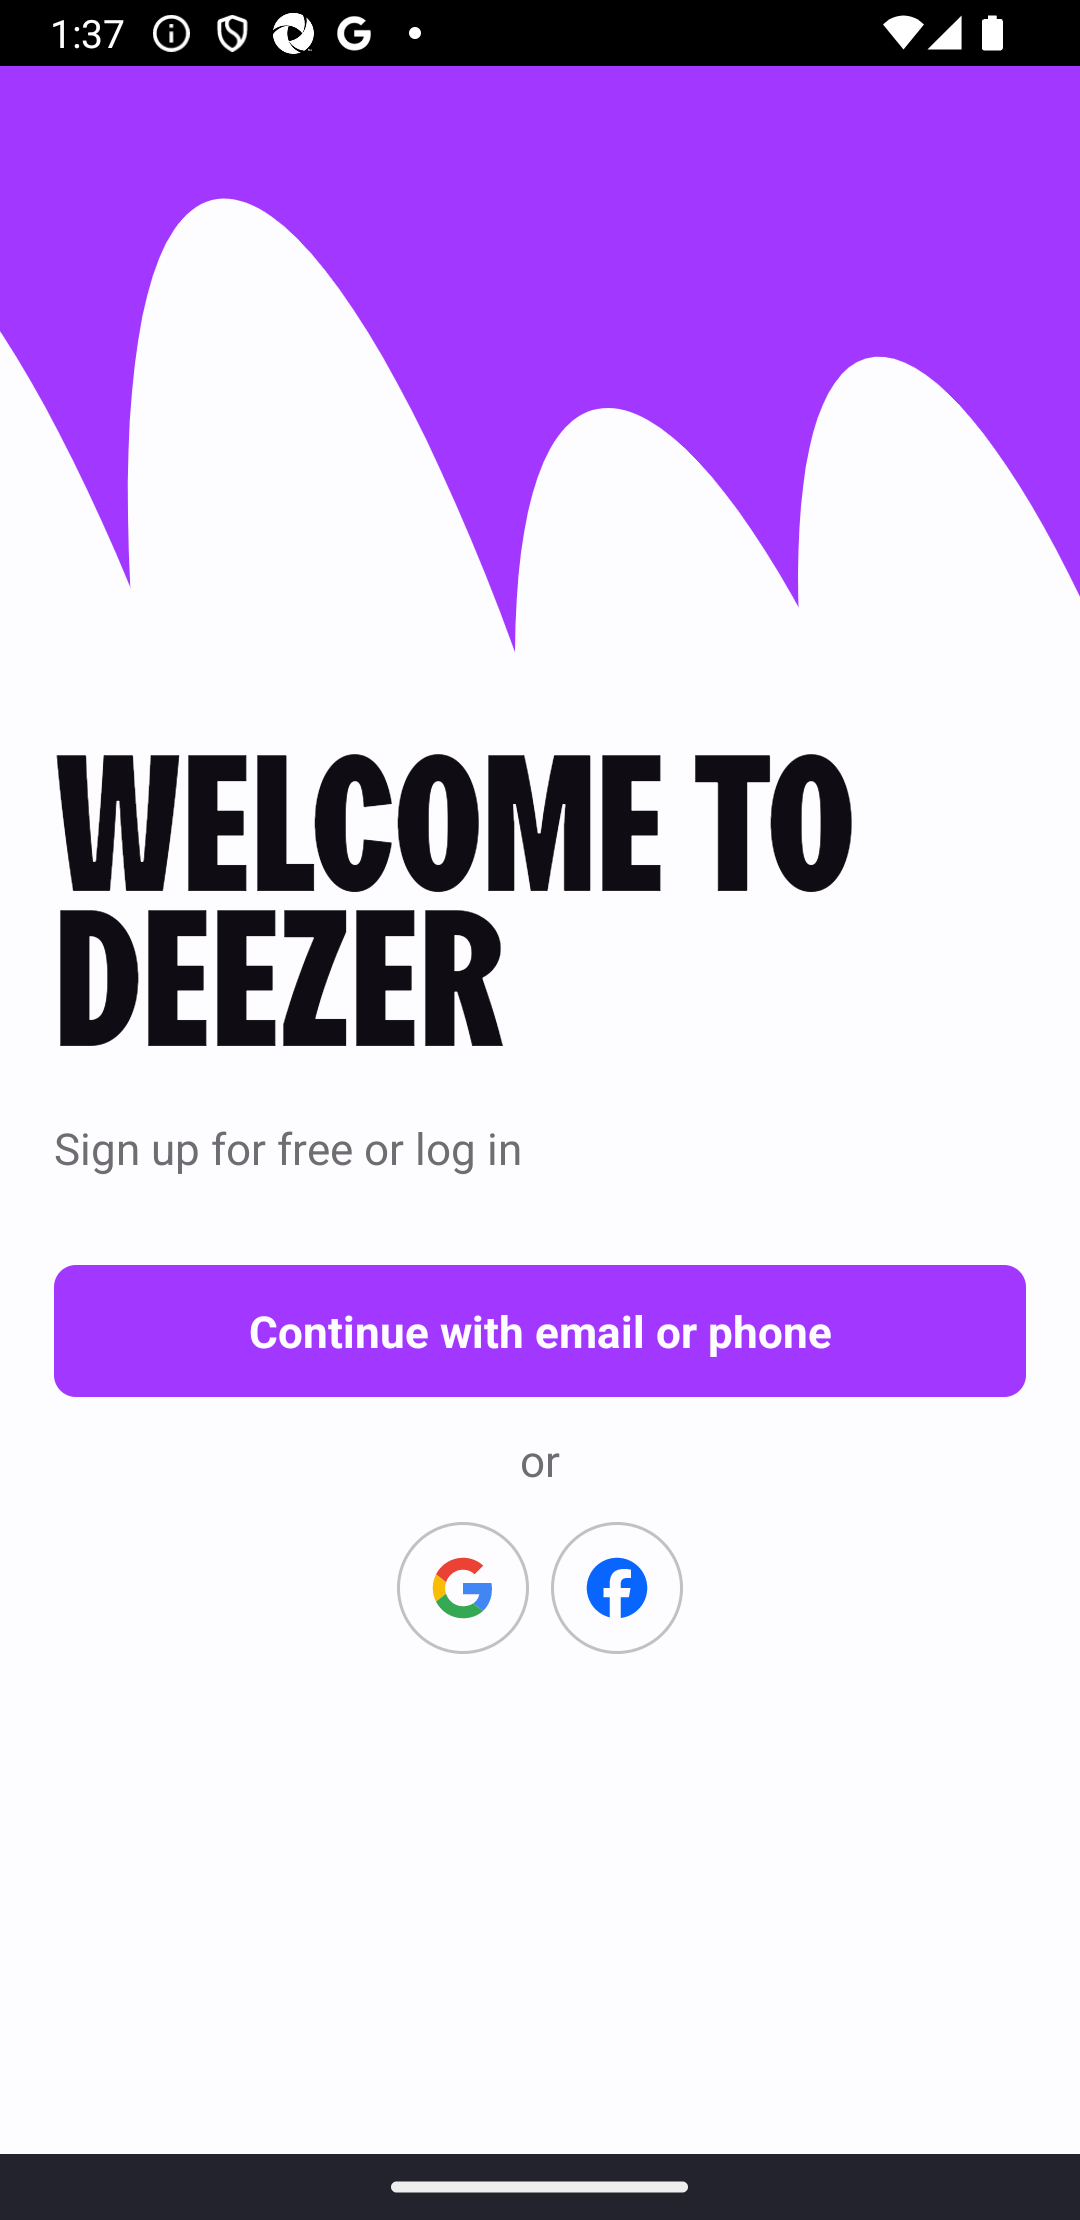 1:37
WELCOME TO
DEEZER
Sign up for free or log in
Continue with email or phone
or